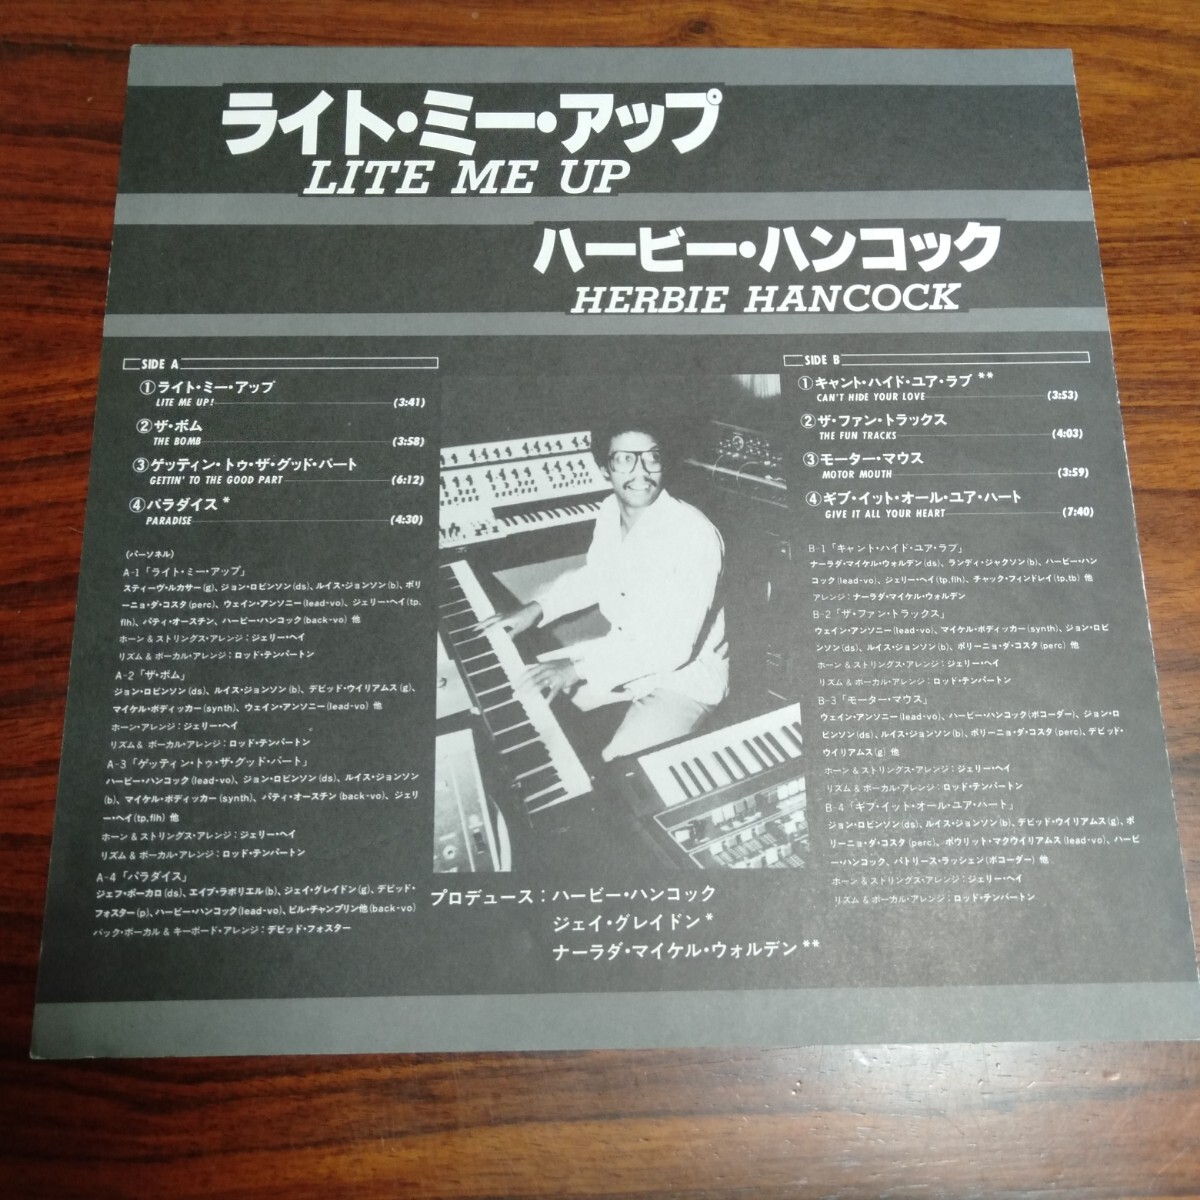 ライト・ミー・アップ
LITE ME UP
ハービー・ハンコック
HERBIE HANCOCK
SIDE A
①ライト・ミー・アップ
LITE ME UP! (3:41)
②ザ・ボム
THE BOMB (3:58)
③ゲッティン・トゥ・ザ・グッド・パート
GETTIN' TO THE GOOD PART (6:12)
④パラダイス *
PARADISE (4:30)
(パーソネル)
A-1「ライト・ミー・アップ」
スティーヴ・ルカサー(g)、ジョン・ロビンソン(ds)、ルイス・ジョンソン(b)、ポリ
ーニョ・ダ・コスタ(perc)、ウェイン・アンソニー(lead-vo)、ジェリー・ヘイ(tp,
flh)、パティ・オースチン、ハービー・ハンコック(back-vo) 他
ホーン & ストリングス・アレンジ:ジェリー・ヘイ
リズム & ボーカル・アレンジ:ロッド・テンパートン
A-2「ザ・ボム」
ジョン・ロビンソン(ds)、ルイス・ジョンソン(b)、デビッド・ウイリアムス(g)、
マイケル・ボディッカー(synth)、ウェイン・アンソニー(lead-vo) 他
ホーン・アレンジ:ジェリー・ヘイ
リズム & ボーカル・アレンジ:ロッド・テンパートン
A-3「ゲッティン・トゥ・ザ・グッド・パート」
ハービー・ハンコック(lead-vo)、ジョン・ロビンソン(ds)、ルイス・ジョンソン
(b)、マイケル・ボディッカー(synth)、パティ・オースチン(back-vo)、ジェリ
ー・ヘイ(tp,flh) 他
ホーン & ストリングス・アレンジ:ジェリー・ヘイ
リズム & ボーカル・アレンジ:ロッド・テンパートン
A-4「パラダイス」
ジェフ・ポーカロ(ds)、エイブ・ラボリエル(b)、ジェイ・グレイドン(g)、デビッド・
フォスター(p)、ハービー・ハンコック(lead-vo)、ビル・チャンプリン他(back-vo)
バック・ボーカル & キーボード・アレンジ:デビッド・フォスター
プロデュース:ハービー・ハンコック
ジェイ・グレイドン*
ナーラダ・マイケル・ウォルデン**
SIDE B
①キャント・ハイド・ユア・ラブ **
CAN'T HIDE YOUR LOVE (3:53)
②ザ・ファン・トラックス
THE FUN TRACKS (4:03)
③モーター・マウス
MOTOR MOUTH (3:59)
④ギブ・イット・オール・ユア・ハート
GIVE IT ALL YOUR HEART (7:40)
B-1「キャント・ハイド・ユア・ラブ」
ナーラダ・マイケル・ウォルデン(ds)、ランディ・ジャクソン(b)、ハービー・ハン
コック(lead-vo)、ジェリー・ヘイ(tp,flh)、チャック・フィンドレイ(tp,tb) 他
アレンジ:ナーラダ・マイケル・ウォルデン
B-2「ザ・ファン・トラックス」
ウェイン・アンソニー(lead-vo)、マイケル・ボディッカー(synth)、ジョン・ロビ
ンソン(ds)、ルイス・ジョンソン(b)、ポリーニョ・ダ・コスタ(perc) 他
ホーン & ストリングス・アレンジ:ジェリー・ヘイ
リズム & ボーカル・アレンジ:ロッド・テンパートン
B-3「モーター・マウス」
ウェイン・アンソニー(lead-vo)、ハービー・ハンコック(ボコーダー)、ジョン・ロ
ビンソン(ds)、ルイス・ジョンソン(b)、ポリーニョ・ダ・コスタ(perc)、デビッド・
ウイリアムス(g) 他
ホーン & ストリングス・アレンジ:ジェリー・ヘイ
リズム & ボーカル・アレンジ:ロッド・テンパートン
B-4「ギブ・イット・オール・ユア・ハート」
ジョン・ロビンソン(ds)、ルイス・ジョンソン(b)、デビッド・ウイリアムス(g)、ポ
リーニョ・ダ・コスタ(perc)、ポウリット・マクウイリアムス(lead-vo)、ハービ
ー・ハンコック、パトリース・ラッシェン(ボコーダー) 他
ホーン & ストリングス・アレンジ:ジェリー・ヘイ
リズム & ボーカル・アレンジ:ロッド・テンパートン